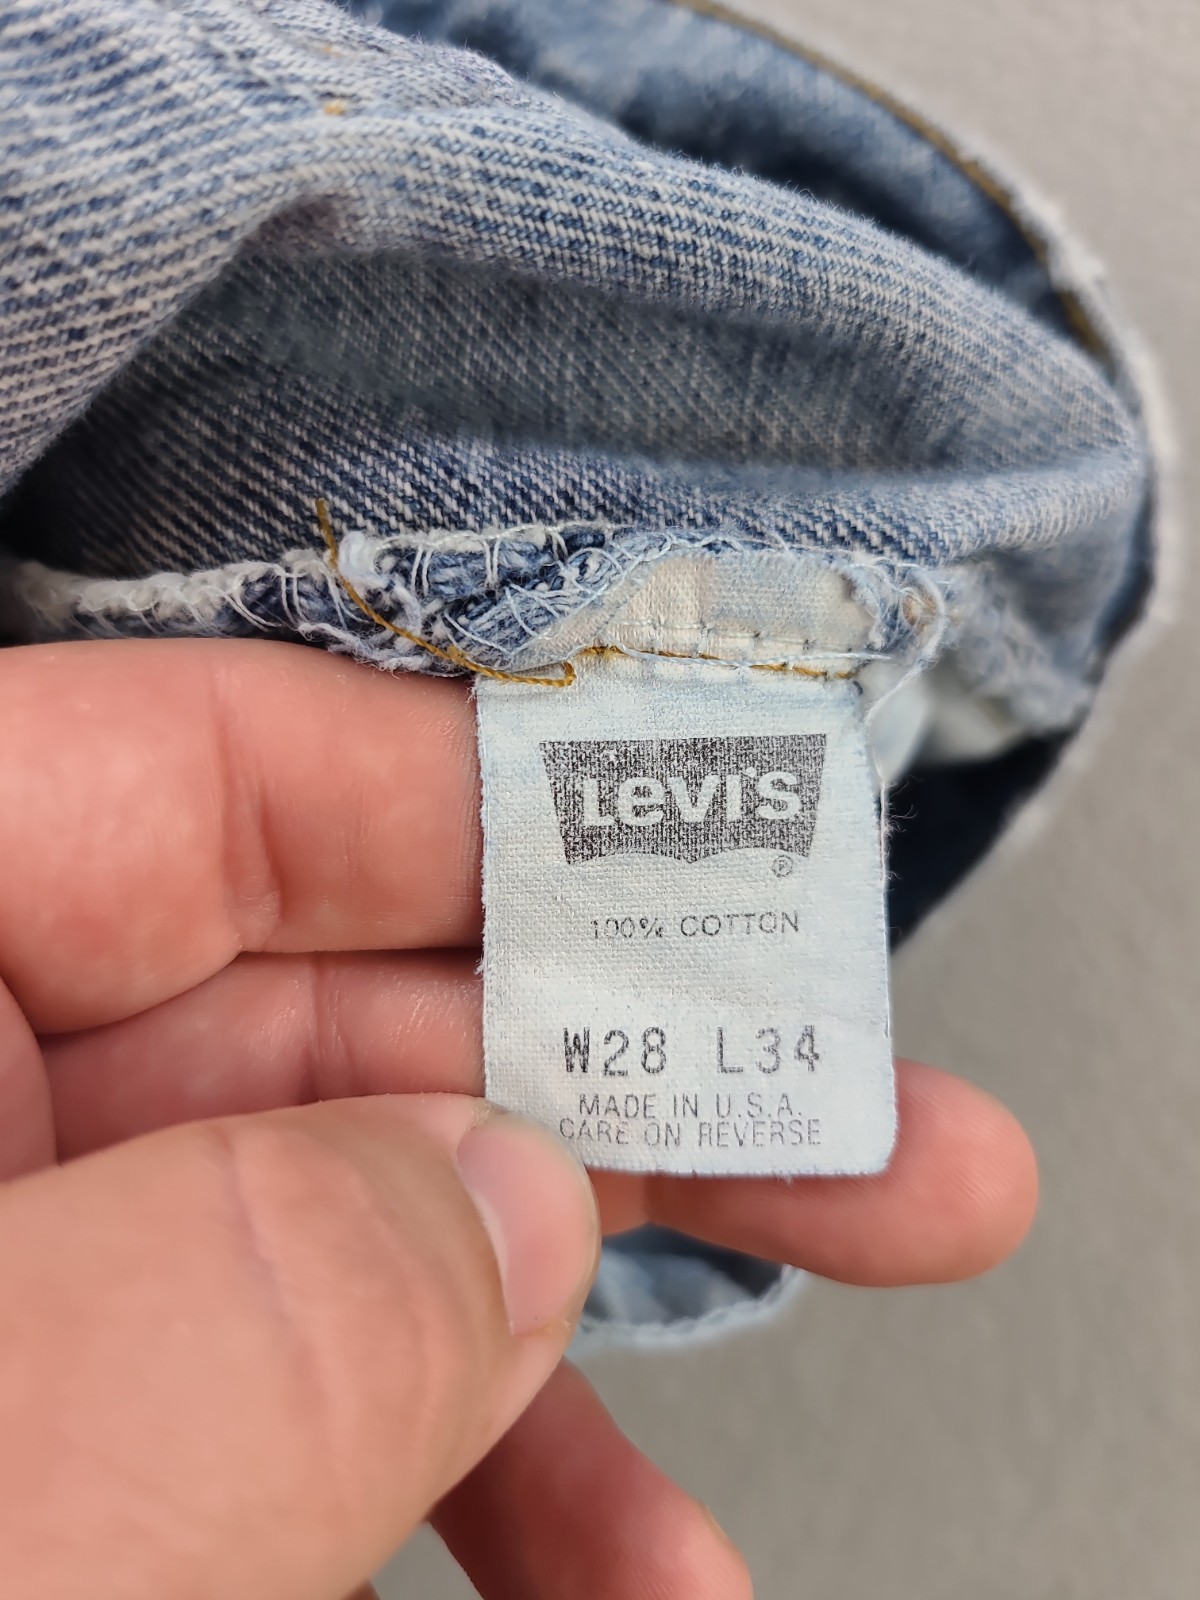 Levi's
®
100% COTTON
W28 L34
MADE IN U.S.A.
CARE ON REVERSE